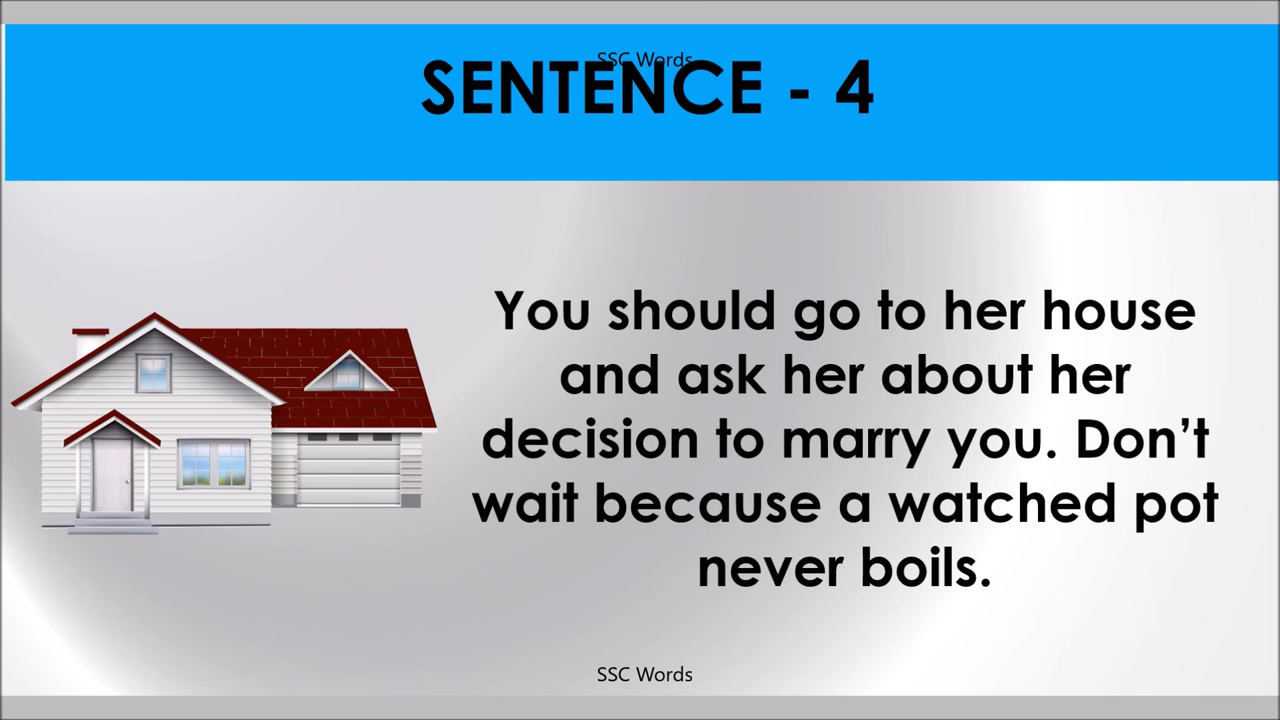 SSC Words
SENTENCE - 4
You should go to her house
and ask her about her
decision to marry you. Don’t
wait because a watched pot
never boils.
SSC Words